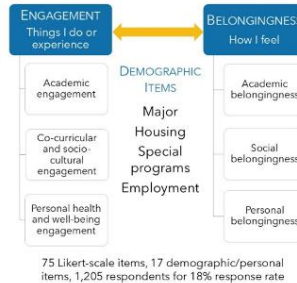 ENGAGEMENT
Things I do or
experience
Academic
engagement
Co-curricular
and socio-
cultural
engagement
Personal health
and well-being
engagement
DEMOGRAPHIC
ITEMS
Major
Housing
Special
programs
Employment
BELONGINGNESS
How I feel
Academic
belongingness
Social
belongingness
Personal
belongingness
75 Likert-scale items, 17 demographic/personal
items, 1,205 respondents for 18% response rate